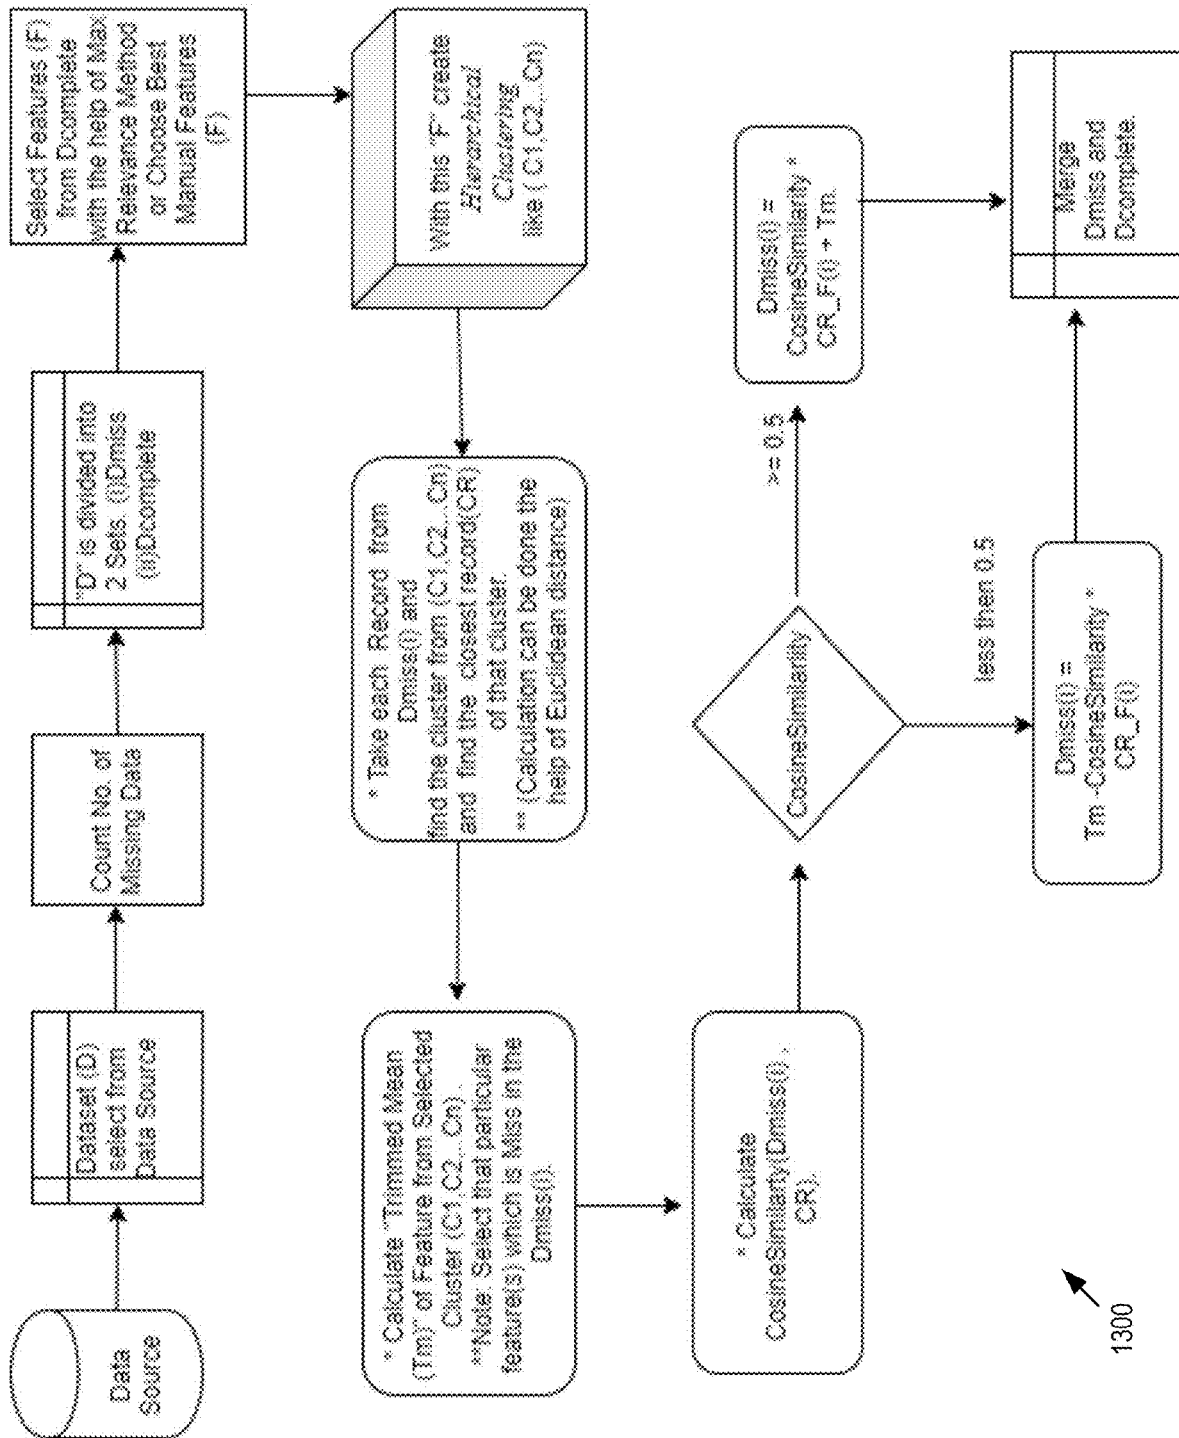 Data
Source
Dataset (D)
select from
Data Source
Count No. of
Missing Data
"D" is divided into
2 Sets. (i)Dmiss
(ii)Dcomplete
Select Features (F)
from Dcomplete
with the help of Max
Relevance Method
or Choose Best
Manual Features
(F)
With this 'F' create
Hierarchical
Clustering
like ( C1,C2,...Cn)
* Take each Record from
Dmiss(i) and
find the cluster from (C1,C2,...Cn)
and find the closest record(CR)
of that cluster.
** (Calculation can be done the
help of Euclidean distance)
* Calculate "Trimmed Mean
(Tm)" of Feature from Selected
Cluster (C1,C2,...Cn) .
**Note: Select that particular
feature(s) which is Miss in the
Dmiss(i).
* Calculate
CosineSimilarty(Dmiss(i) ,
CR).
CosineSimilarity
>= 0.5
less then 0.5
Dmiss(i) =
CosineSimilarity *
CR_F(i) + Tm.
Dmiss(i) =
Tm -CosineSimilarity *
CR_F(i)
Merge
Dmiss and
Dcomplete.
1300